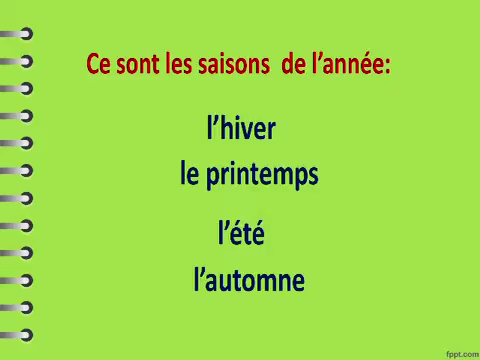 Ce sont les saisons de l'année:
l'hiver
le printemps
l'été
l'automne
fppt.com